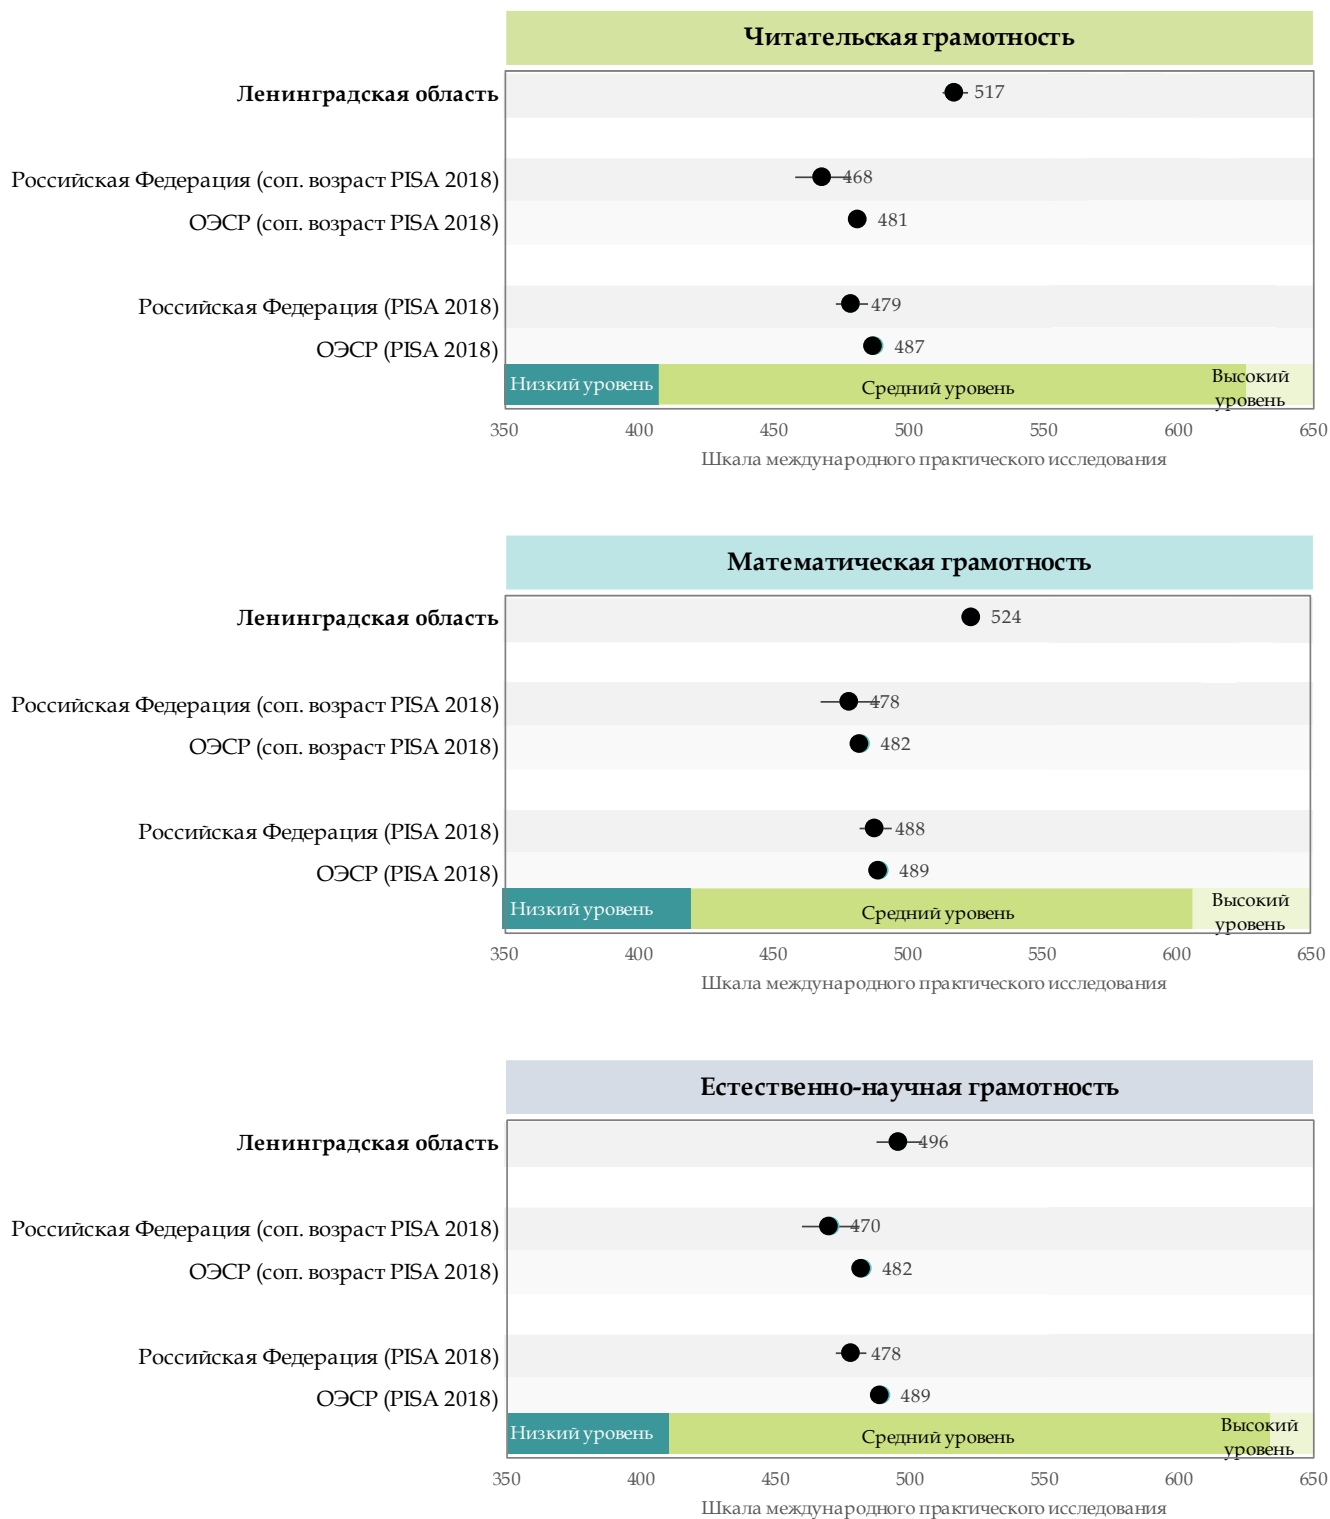 Читательская грамотность
Ленинградская область
517
Российская Федерация (соп. возраст PISA 2018)
468
ОЭСР (соп. возраст PISA 2018)
481
Российская Федерация (PISA 2018)
479
ОЭСР (PISA 2018)
487
Низкий уровень
Средний уровень
Высокий
уровень
350 400 450 500 550 600 650
Шкала международного практического исследования
Математическая грамотность
Ленинградская область
524
Российская Федерация (соп. возраст PISA 2018)
478
ОЭСР (соп. возраст PISA 2018)
482
Российская Федерация (PISA 2018)
488
ОЭСР (PISA 2018)
489
Низкий уровень
Средний уровень
Высокий
уровень
350 400 450 500 550 600 650
Шкала международного практического исследования
Естественно-научная грамотность
Ленинградская область
496
Российская Федерация (соп. возраст PISA 2018)
470
ОЭСР (соп. возраст PISA 2018)
482
Российская Федерация (PISA 2018)
478
ОЭСР (PISA 2018)
489
Низкий уровень
Средний уровень
Высокий
уровень
350 400 450 500 550 600 650
Шкала международного практического исследования